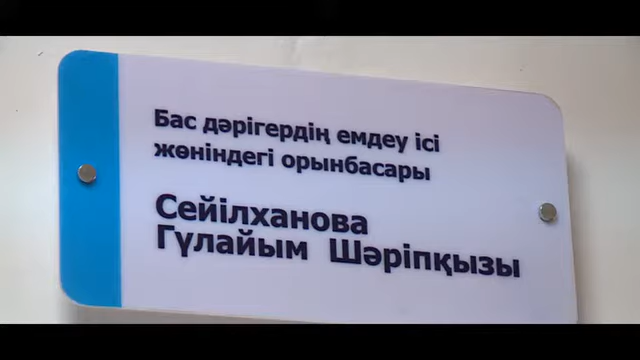 Бас дәрігердің емдеу ісі
жөніндегі орынбасары
Сейілханова
Гүлайым Шәріпқызы